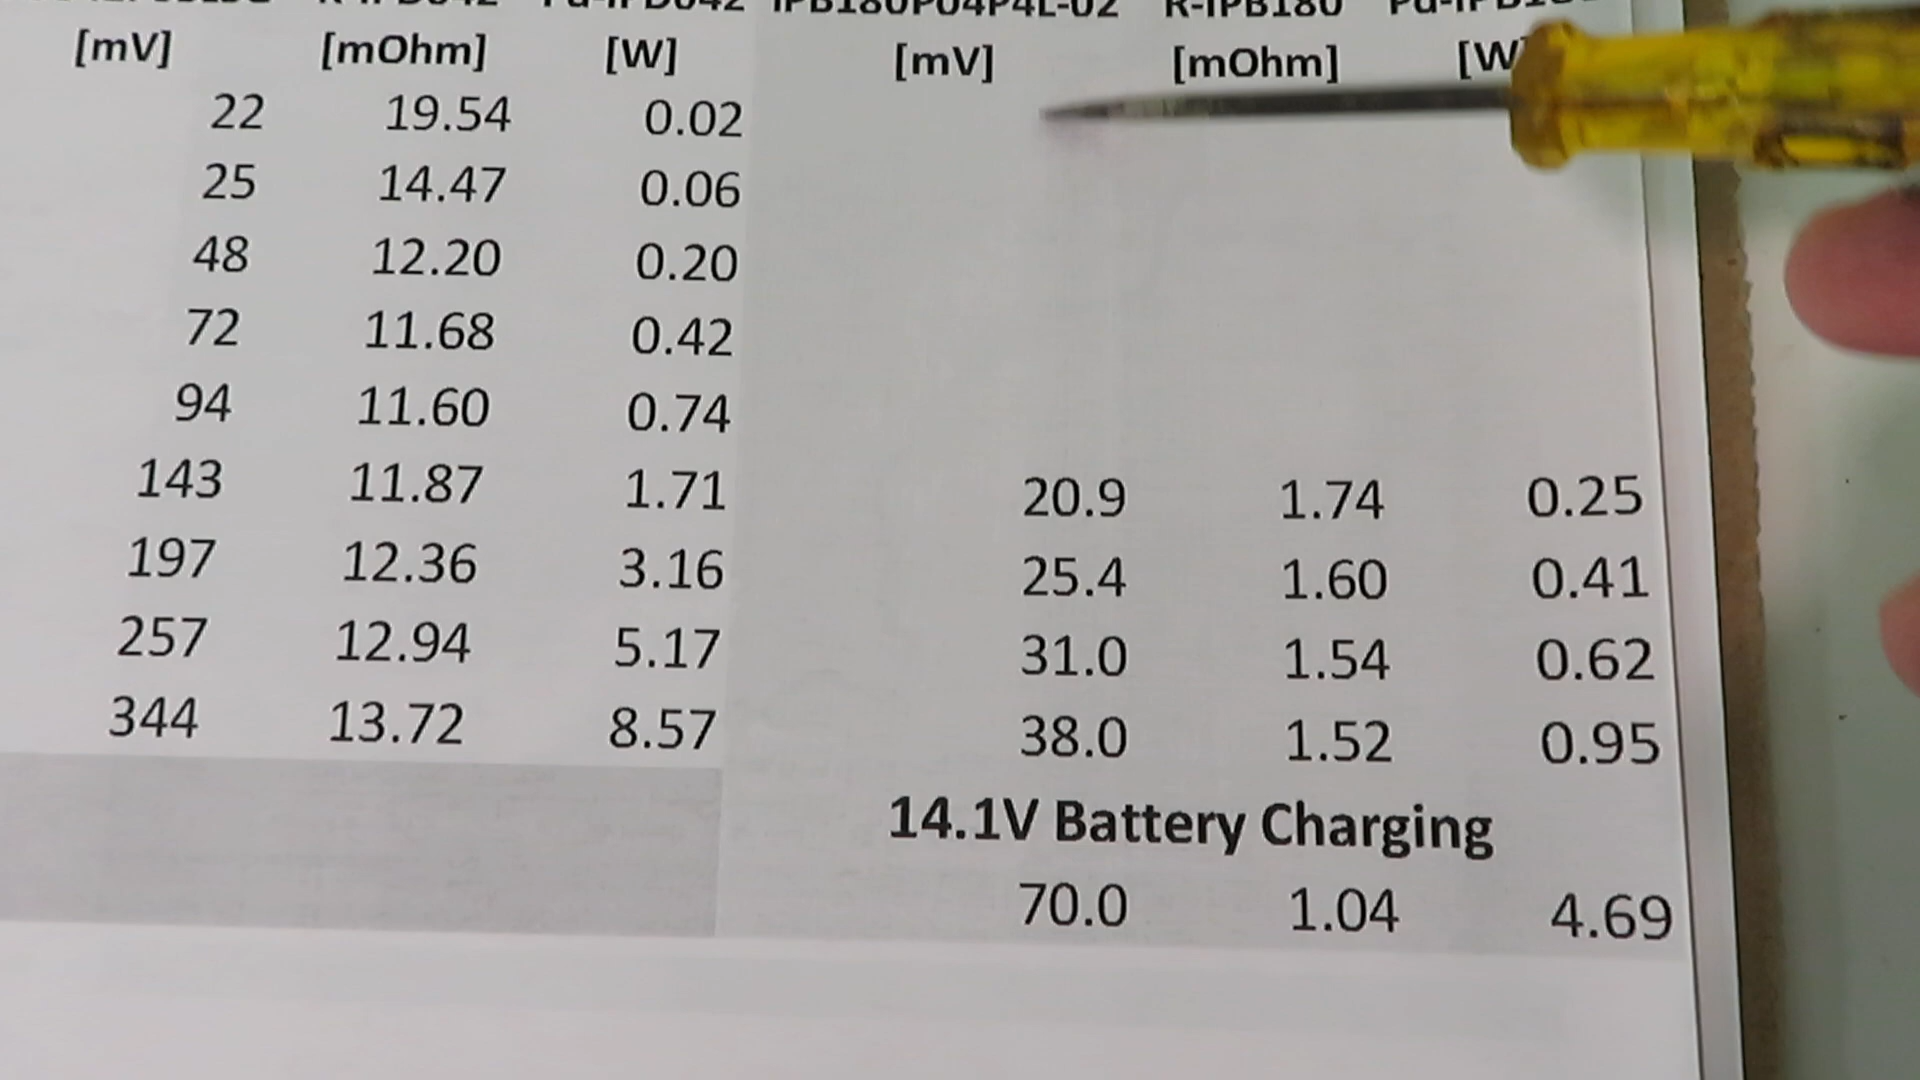 IPB180P04P4L-02 R-IPB180
[mV] [mOhm] [W] [mV] [mOhm] [W]
22 19.54 0.02
25 14.47 0.06
48 12.20 0.20
72 11.68 0.42
94 11.60 0.74
143 11.87 1.71 20.9 1.74 0.25
197 12.36 3.16 25.4 1.60 0.41
257 12.94 5.17 31.0 1.54 0.62
344 13.72 8.57 38.0 1.52 0.95
14.1V Battery Charging
70.0 1.04 4.69